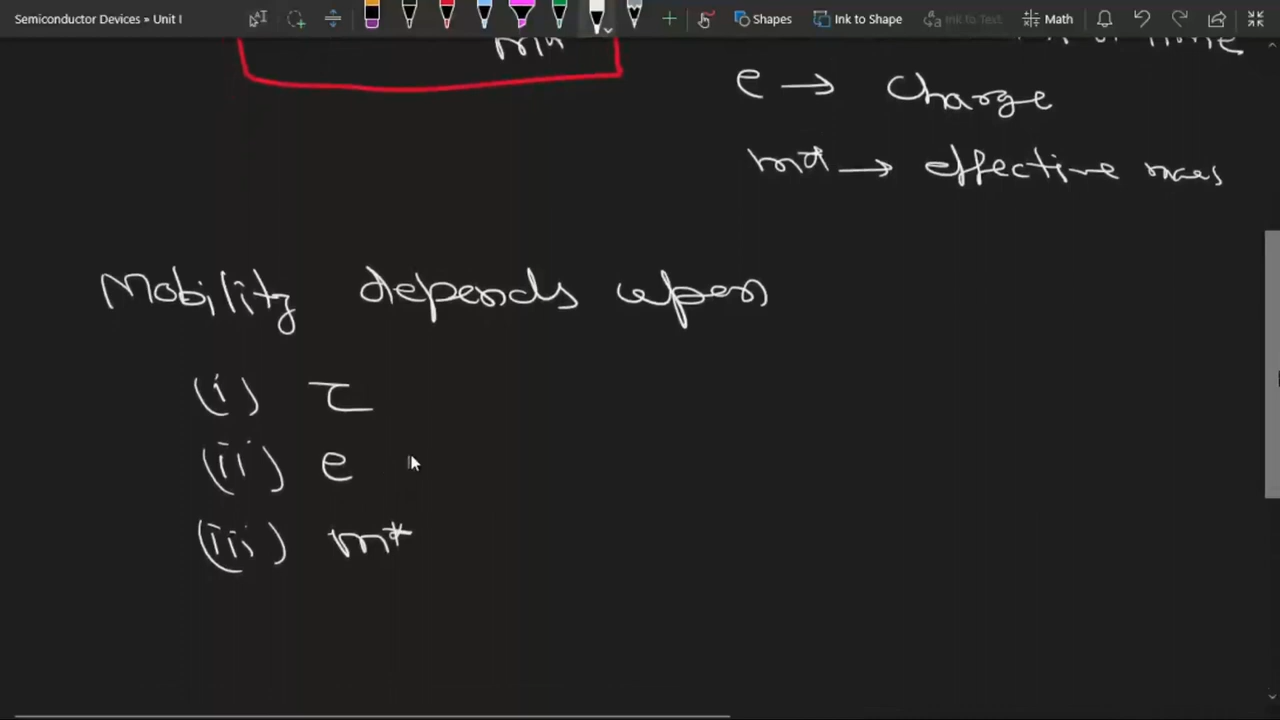 Semiconductor Devices » Unit I
Shapes
Ink to Shape
Ink to Text
Math
e → charge
m* → effective mass
Mobility depends upon
(i) τ
(ii) e
(iii) m*